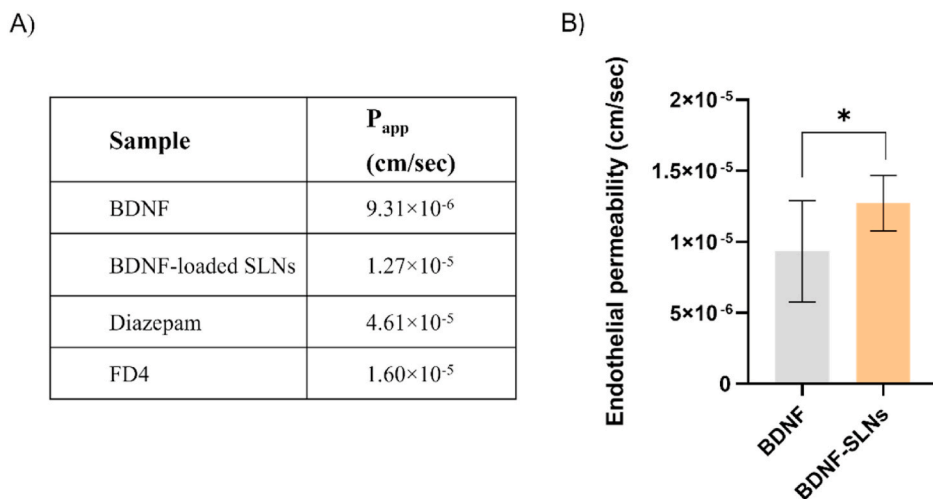 A)
Sample P_app (cm/sec)
BDNF 9.31×10⁻⁶
BDNF-loaded SLNs 1.27×10⁻⁵
Diazepam 4.61×10⁻⁵
FD4 1.60×10⁻⁵
B)
Endothelial permeability (cm/sec)
2×10⁻⁵
1.5×10⁻⁵
1×10⁻⁵
5×10⁻⁶
0
*
BDNF
BDNF-SLNs